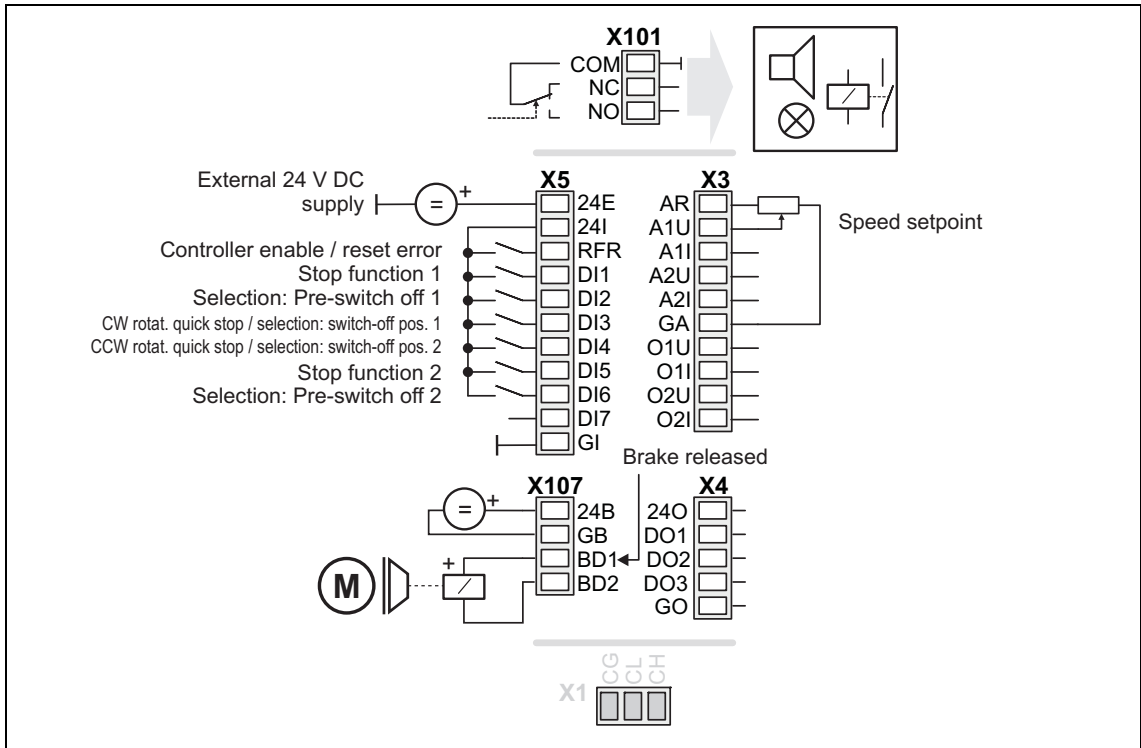 X101
COM
NC
NO
External 24 V DC
supply
=
+
X5
24E
24I
RFR
DI1
DI2
DI3
DI4
DI5
DI6
DI7
GI
Controller enable / reset error
Stop function 1
Selection: Pre-switch off 1
CW rotat. quick stop / selection: switch-off pos. 1
CCW rotat. quick stop / selection: switch-off pos. 2
Stop function 2
Selection: Pre-switch off 2
X3
AR
A1U
A1I
A2U
A2I
GA
O1U
O1I
O2U
O2I
Speed setpoint
Brake released
X107
=
+
24B
GB
BD1
BD2
M
+
X4
24O
DO1
DO2
DO3
GO
X1
CG
CL
CH